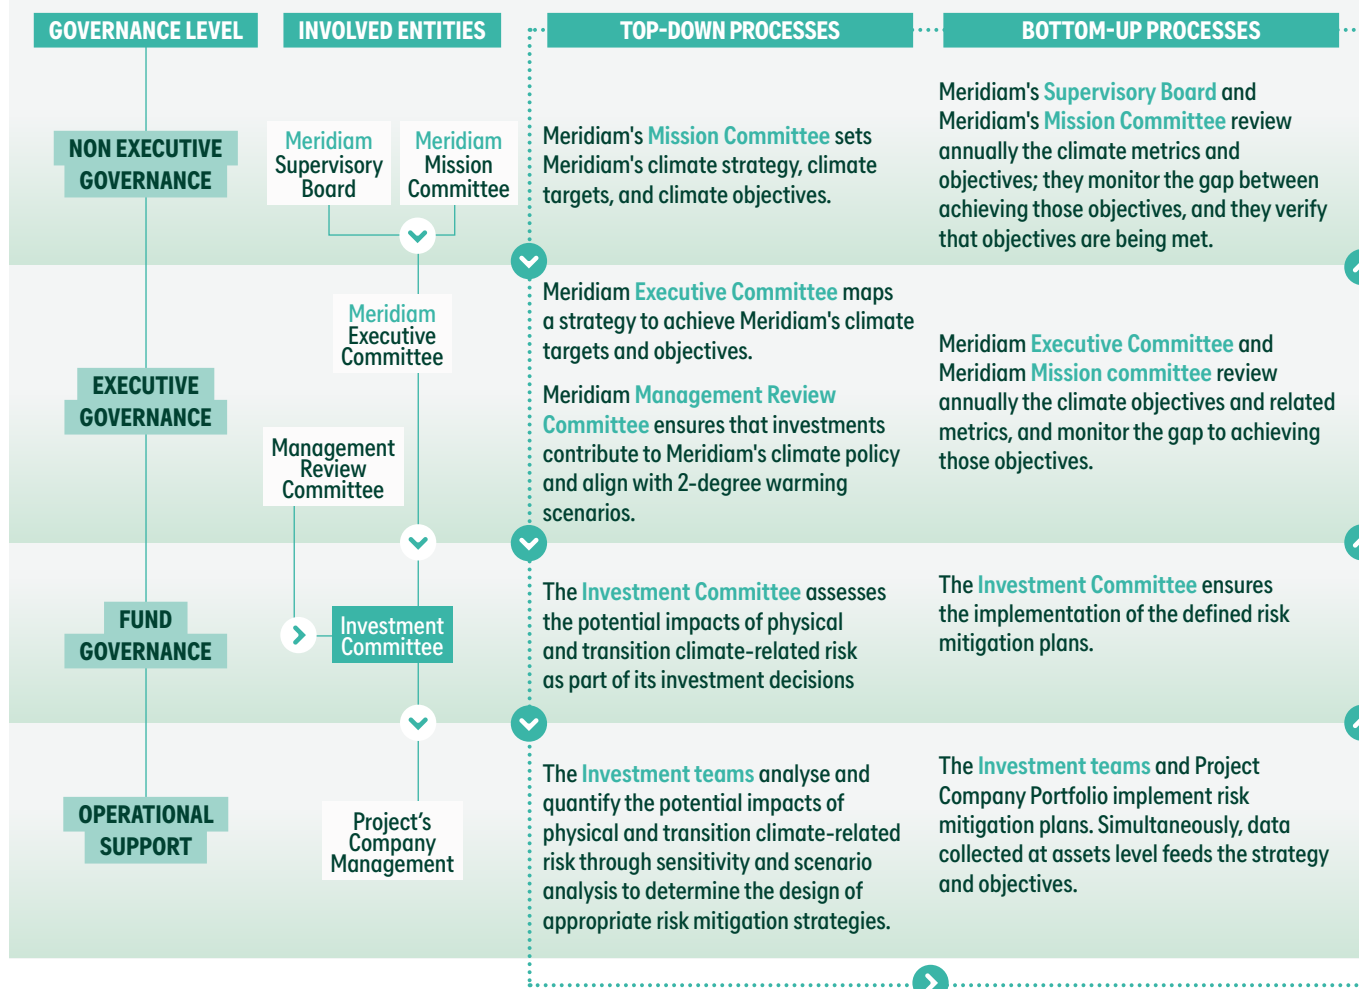 GOVERNANCE LEVEL
INVOLVED ENTITIES
TOP-DOWN PROCESSES
BOTTOM-UP PROCESSES
NON EXECUTIVE
GOVERNANCE
Meridiam
Supervisory
Board
Meridiam
Mission
Committee
Meridiam's Mission Committee sets
Meridiam's climate strategy, climate
targets, and climate objectives.
Meridiam's Supervisory Board and
Meridiam's Mission Committee review
annually the climate metrics and
objectives; they monitor the gap between
achieving those objectives, and they verify
that objectives are being met.
EXECUTIVE
GOVERNANCE
Meridiam
Executive
Committee
Management
Review
Committee
Meridiam Executive Committee maps
a strategy to achieve Meridiam's climate
targets and objectives.
Meridiam Management Review
Committee ensures that investments
contribute to Meridiam's climate policy
and align with 2-degree warming
scenarios.
Meridiam Executive Committee and
Meridiam Mission committee review
annually the climate objectives and related
metrics, and monitor the gap to achieving
those objectives.
FUND
GOVERNANCE
Investment
Committee
The Investment Committee assesses
the potential impacts of physical
and transition climate-related risk
as part of its investment decisions
The Investment Committee ensures
the implementation of the defined risk
mitigation plans.
OPERATIONAL
SUPPORT
Project's
Company
Management
The Investment teams analyse and
quantify the potential impacts of
physical and transition climate-related
risk through sensitivity and scenario
analysis to determine the design of
appropriate risk mitigation strategies.
The Investment teams and Project
Company Portfolio implement risk
mitigation plans. Simultaneously, data
collected at assets level feeds the strategy
and objectives.